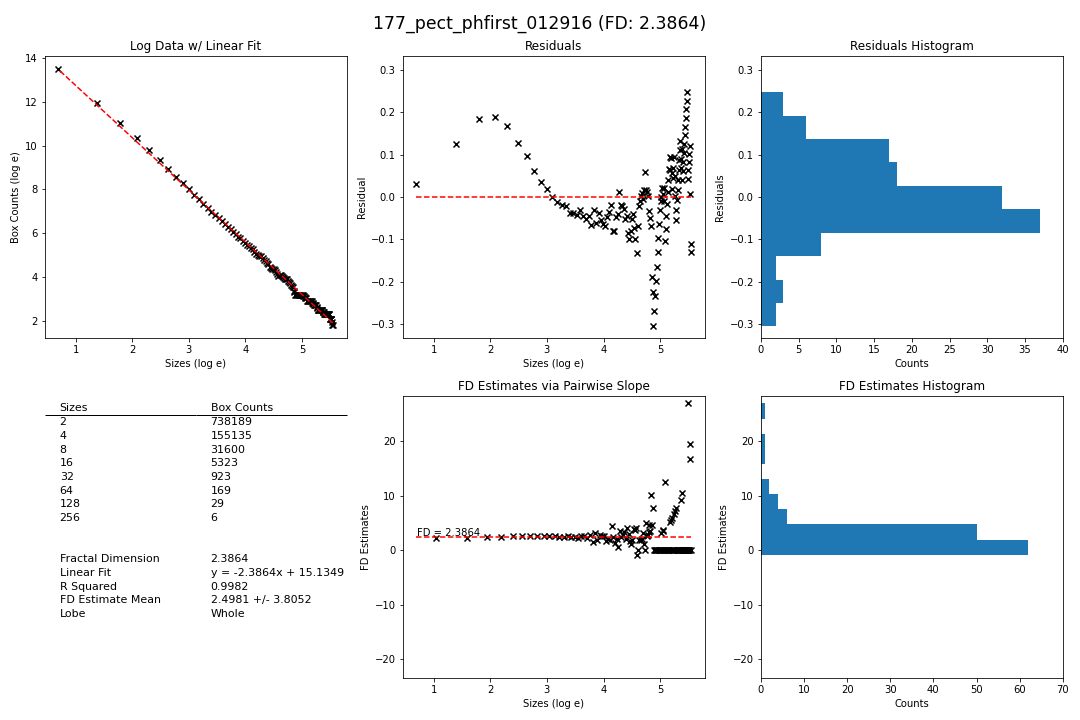 177_pect_phfirst_012916 (FD: 2.3864)
Log Data w/ Linear Fit
Box Counts (log e)
14
12
10
8
6
4
2
1 2 3 4 5
Sizes (log e)
Residuals
Residual
0.3
0.2
0.1
0.0
−0.1
−0.2
−0.3
1 2 3 4 5
Sizes (log e)
Residuals Histogram
Residuals
0.3
0.2
0.1
0.0
−0.1
−0.2
−0.3
0 5 10 15 20 25 30 35 40
Counts
Sizes Box Counts
2 738189
4 155135
8 31600
16 5323
32 923
64 169
128 29
256 6
Fractal Dimension 2.3864
Linear Fit y = -2.3864x + 15.1349
R Squared 0.9982
FD Estimate Mean 2.4981 +/- 3.8052
Lobe Whole
FD Estimates via Pairwise Slope
FD Estimates
20
10
FD = 2.3864
0
−10
−20
1 2 3 4 5
Sizes (log e)
FD Estimates Histogram
FD Estimates
20
10
0
−10
−20
0 10 20 30 40 50 60 70
Counts